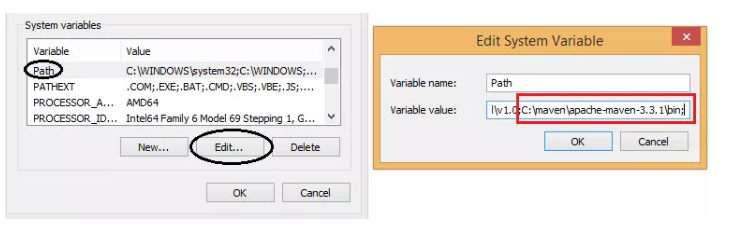 System variables
Variable Value
Path C:\WINDOWS\system32;C:\WINDOWS;...
PATHEXT .COM;.EXE;.BAT;.CMD;.VBS;.VBE;.JS;....
PROCESSOR_A... AMD64
PROCESSOR_ID... Intel64 Family 6 Model 69 Stepping 1, G...
New... Edit... Delete
OK Cancel
Edit System Variable
Variable name: Path
Variable value: l\v1.0;C:\maven\apache-maven-3.3.1\bin;
OK Cancel